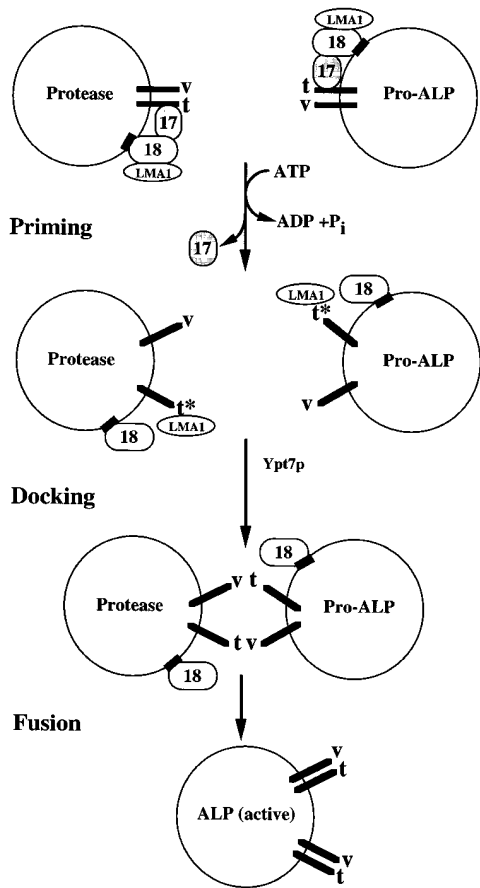 LMA1
18
17
t
v
Pro-ALP
Protease
v
t
17
18
LMA1
ATP
ADP +Pi
17
Priming
LMA1
18
t*
Pro-ALP
v
Protease
v
t*
18
LMA1
Ypt7p
Docking
18
Protease
v t
Pro-ALP
t v
18
Fusion
v
t
ALP (active)
v
t